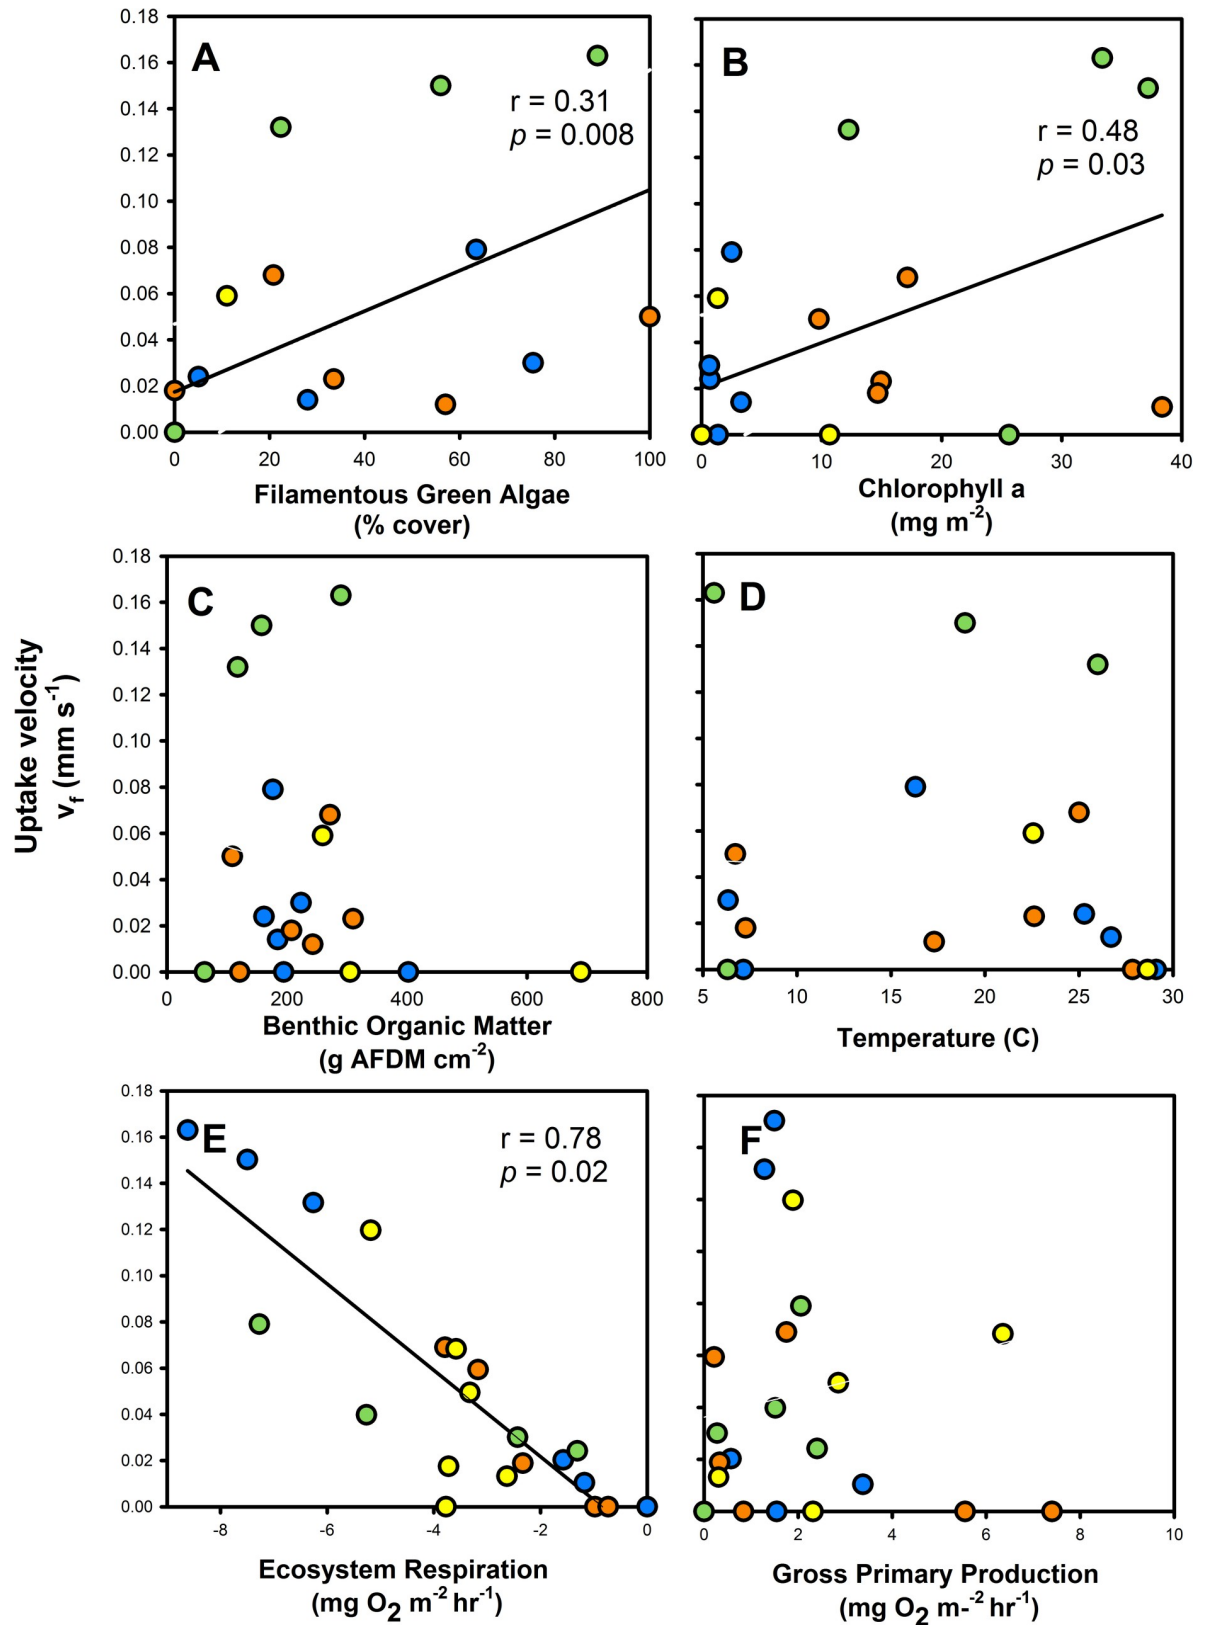 A
r = 0.31
p = 0.008
0.18
0.16
0.14
0.12
0.10
0.08
0.06
0.04
0.02
0.00
0 20 40 60 80 100
Filamentous Green Algae
(% cover)
B
r = 0.48
p = 0.03
0 10 20 30 40
Chlorophyll a
(mg m-2)
Uptake velocity
vf (mm s-1)
C
0.18
0.16
0.14
0.12
0.10
0.08
0.06
0.04
0.02
0.00
0 200 400 600 800
Benthic Organic Matter
(g AFDM cm-2)
D
5 10 15 20 25 30
Temperature (C)
E
r = 0.78
p = 0.02
0.18
0.16
0.14
0.12
0.10
0.08
0.06
0.04
0.02
0.00
-8 -6 -4 -2 0
Ecosystem Respiration
(mg O2 m-2 hr-1)
F
0 2 4 6 8 10
Gross Primary Production
(mg O2 m--2 hr-1)